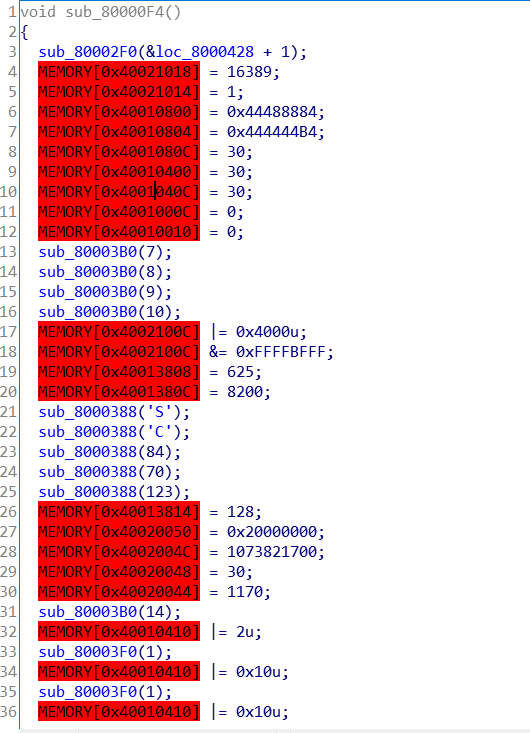 1 void sub_80000F4()
2 {
3 sub_80002F0(&loc_8000428 + 1);
4 MEMORY[0x40021018] = 16389;
5 MEMORY[0x40021014] = 1;
6 MEMORY[0x40010800] = 0x44488884;
7 MEMORY[0x40010804] = 0x444444B4;
8 MEMORY[0x4001080C] = 30;
9 MEMORY[0x40010400] = 30;
10 MEMORY[0x4001040C] = 30;
11 MEMORY[0x4001000C] = 0;
12 MEMORY[0x40010010] = 0;
13 sub_80003B0(7);
14 sub_80003B0(8);
15 sub_80003B0(9);
16 sub_80003B0(10);
17 MEMORY[0x4002100C] |= 0x4000u;
18 MEMORY[0x4002100C] &= 0xFFFFBFFF;
19 MEMORY[0x40013808] = 625;
20 MEMORY[0x4001380C] = 8200;
21 sub_8000388('S');
22 sub_8000388('C');
23 sub_8000388(84);
24 sub_8000388(70);
25 sub_8000388(123);
26 MEMORY[0x40013814] = 128;
27 MEMORY[0x40020050] = 0x20000000;
28 MEMORY[0x4002004C] = 1073821700;
29 MEMORY[0x40020048] = 30;
30 MEMORY[0x40020044] = 1170;
31 sub_80003B0(14);
32 MEMORY[0x40010410] |= 2u;
33 sub_80003F0(1);
34 MEMORY[0x40010410] |= 0x10u;
35 sub_80003F0(1);
36 MEMORY[0x40010410] |= 0x10u;